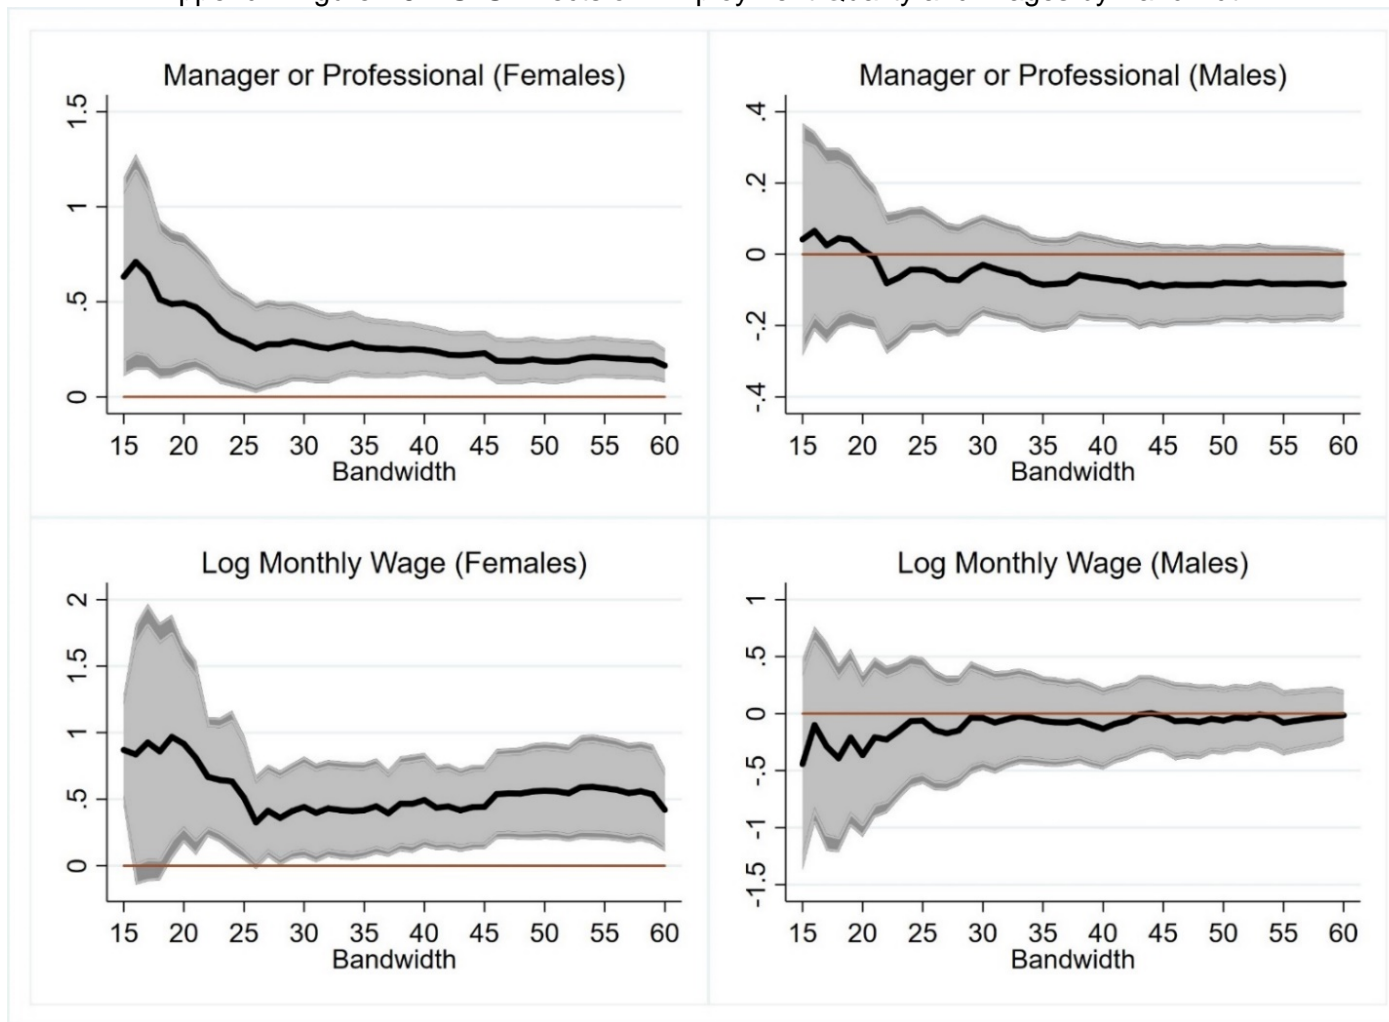 Manager or Professional (Females)
1.5
1
.5
0
15 20 25 30 35 40 45 50 55 60
Bandwidth
Manager or Professional (Males)
.4
.2
0
-.2
-.4
15 20 25 30 35 40 45 50 55 60
Bandwidth
Log Monthly Wage (Females)
2
1.5
1
.5
0
15 20 25 30 35 40 45 50 55 60
Bandwidth
Log Monthly Wage (Males)
1
.5
0
-.5
-1
-1.5
15 20 25 30 35 40 45 50 55 60
Bandwidth